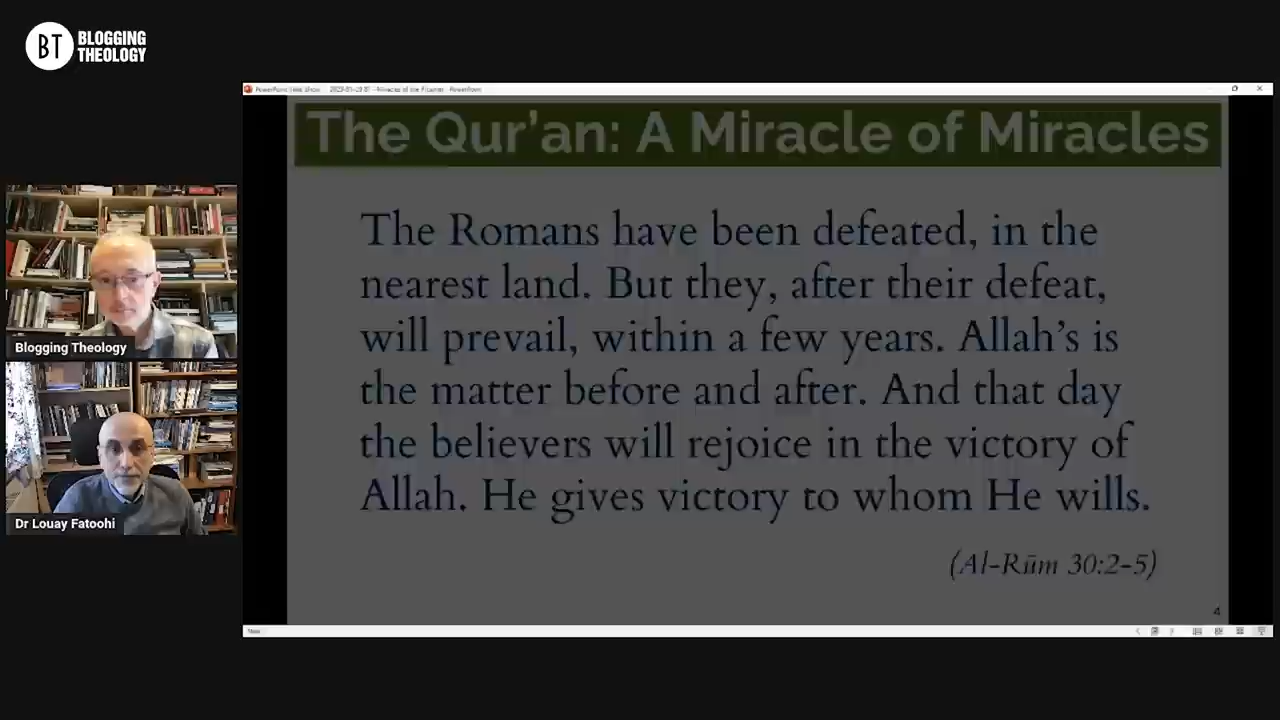 BT BLOGGING
THEOLOGY
The Qur’an: A Miracle of Miracles
The Romans have been defeated, in the
nearest land. But they, after their defeat,
will prevail, within a few years. Allah’s is
the matter before and after. And that day
the believers will rejoice in the victory of
Allah. He gives victory to whom He wills.
(Al-Rūm 30:2-5)
4
Blogging Theology
Dr Louay Fatoohi